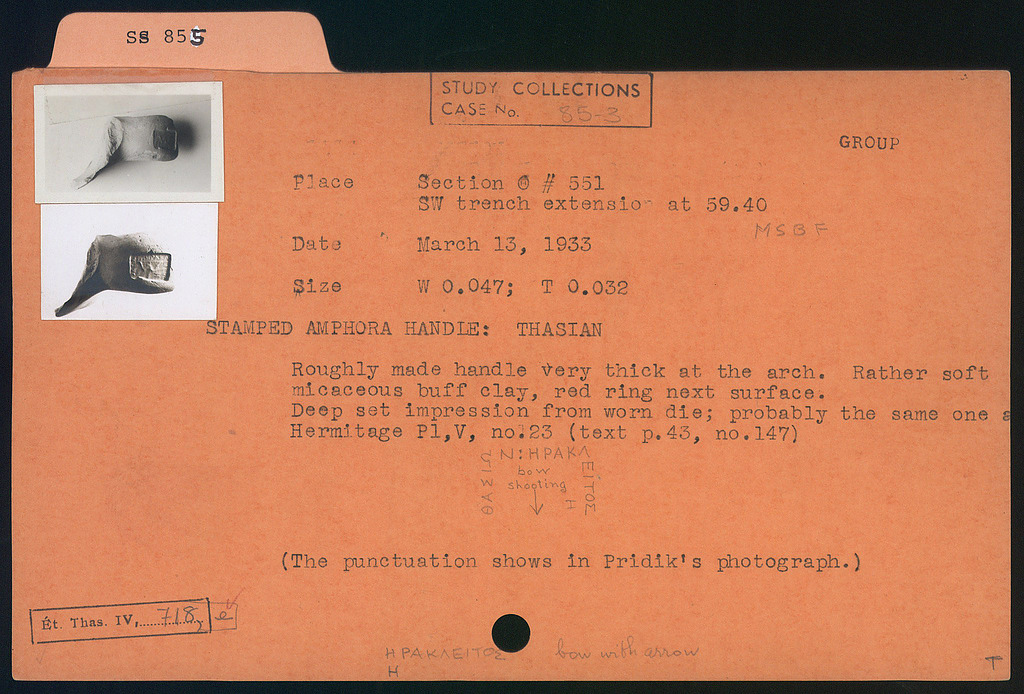 SS 855
STUDY COLLECTIONS
CASE No. 85-3
GROUP
Place Section Θ # 551
SW trench extension at 59.40
MSBF
Date March 13, 1933
Size W 0.047; T 0.032
STAMPED AMPHORA HANDLE: THASIAN
Roughly made handle very thick at the arch. Rather soft
micaceous buff clay, red ring next surface.
Deep set impression from worn die; probably the same one a
Hermitage Pl,V, no.23 (text p.43, no.147)
ΘΑΣΙΩΝ:ΗΡΑΚΛ
ΕΙΤΟΣ
Η
bow
shooting
↓
(The punctuation shows in Pridik's photograph.)
Ét. Thas. IV, 718, e
ΗΡΑΚΛΕΙΤΟΣ bow with arrow
Η
T